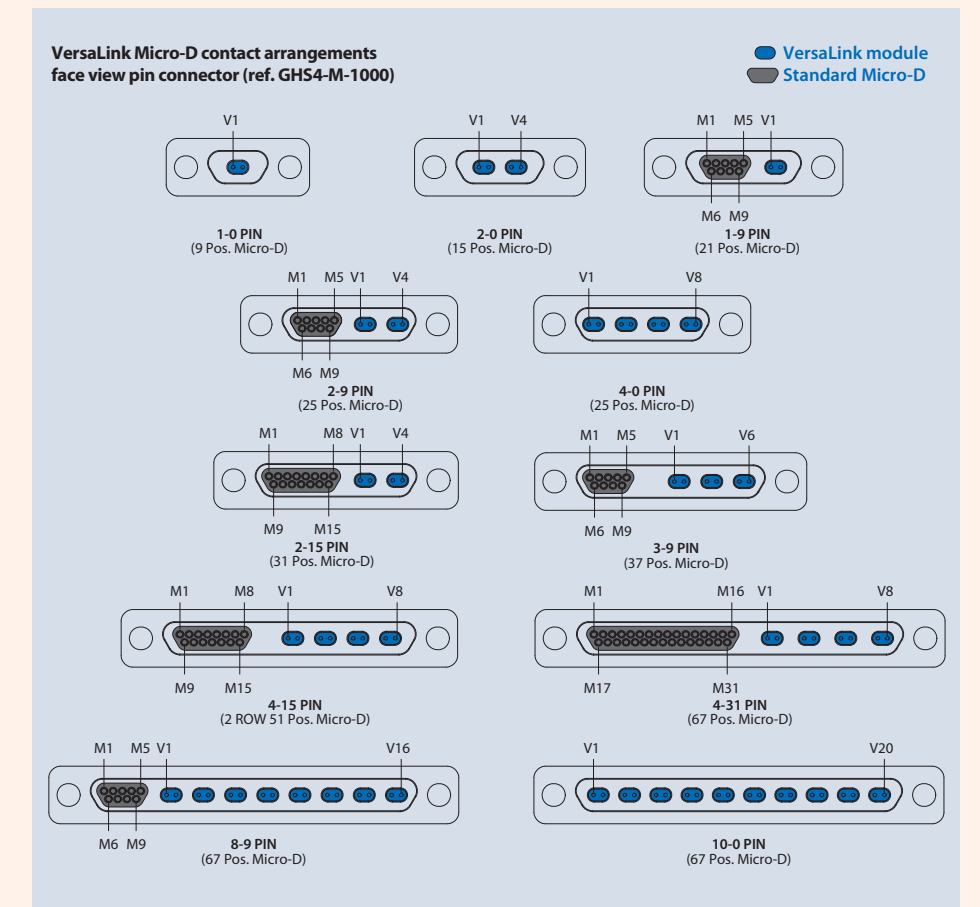 VersaLink Micro-D contact arrangements
face view pin connector (ref. GHS4-M-1000)
VersaLink module
Standard Micro-D
V1
1-0 PIN
(9 Pos. Micro-D)
V1 V4
2-0 PIN
(15 Pos. Micro-D)
M1 M5 V1
M6 M9
1-9 PIN
(21 Pos. Micro-D)
M1 M5 V1 V4
M6 M9
2-9 PIN
(25 Pos. Micro-D)
V1 V8
4-0 PIN
(25 Pos. Micro-D)
M1 M8 V1 V4
M9 M15
2-15 PIN
(31 Pos. Micro-D)
M1 M5 V1 V6
M6 M9
3-9 PIN
(37 Pos. Micro-D)
M1 M8 V1 V8
M9 M15
4-15 PIN
(2 ROW 51 Pos. Micro-D)
M1 M16 V1 V8
M17 M31
4-31 PIN
(67 Pos. Micro-D)
M1 M5 V1 V16
M6 M9
8-9 PIN
(67 Pos. Micro-D)
V1 V20
10-0 PIN
(67 Pos. Micro-D)